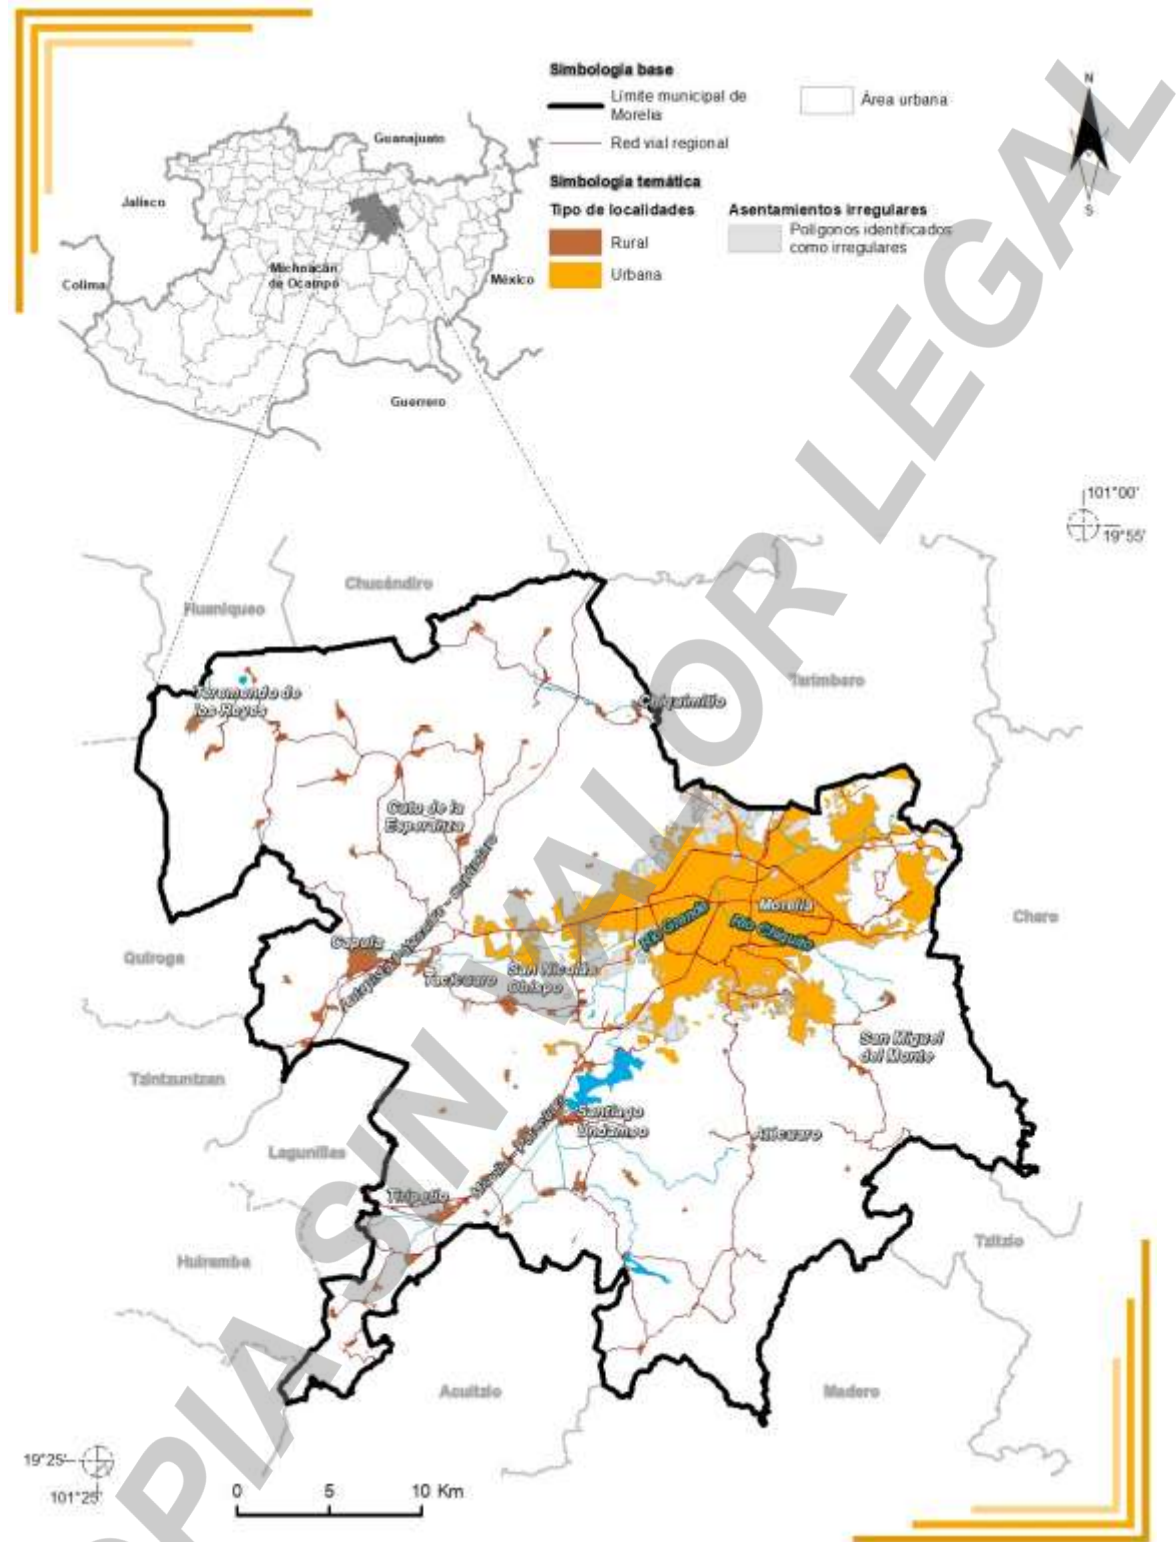 Simbología base
Límite municipal de
Morelia
Área urbana
Red vial regional
Simbología temática
Tipo de localidades
Asentamientos irregulares
Rural
Polígonos identificados
como irregulares
Urbana
N
S
Guanajuato
Jalisco
Michoacán
de Ocampo
Colima
México
Guerrero
101°00'
19°55'
Chucándiro
Huaniqueo
Tarímbaro
Teremendo de
los Reyes
Chiquimitío
Cuto de la
Esperanza
Morelia
Río Grande
Río Chiquito
Charo
Quiroga
Capula
Tacícuaro
San Nicolás
Obispo
San Miguel
del Monte
Tzintzuntzan
Santiago
Undameo
Atécuaro
Lagunillas
Tiripetío
Morelia - Pátzcuaro
Huiramba
Tzitzio
Acuitzio
Madero
19°25'
101°25'
0 5 10 Km
COPIA SIN VALOR LEGAL